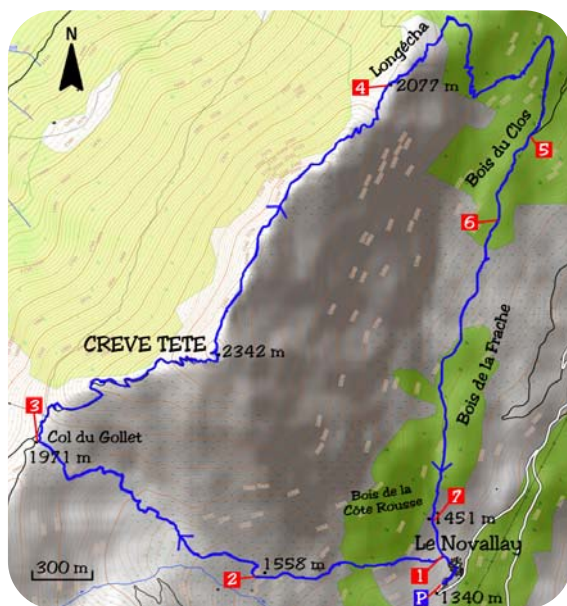 N
Longécha
4
2077 m
Bois du Clos
5
6
CREVE TETE
2342 m
Bois de la Frache
3
Col du Gollet
1971 m
7
Bois de la
Côte Rousse
1451 m
Le Novallay
1558 m
300 m
2
1
P
1340 m